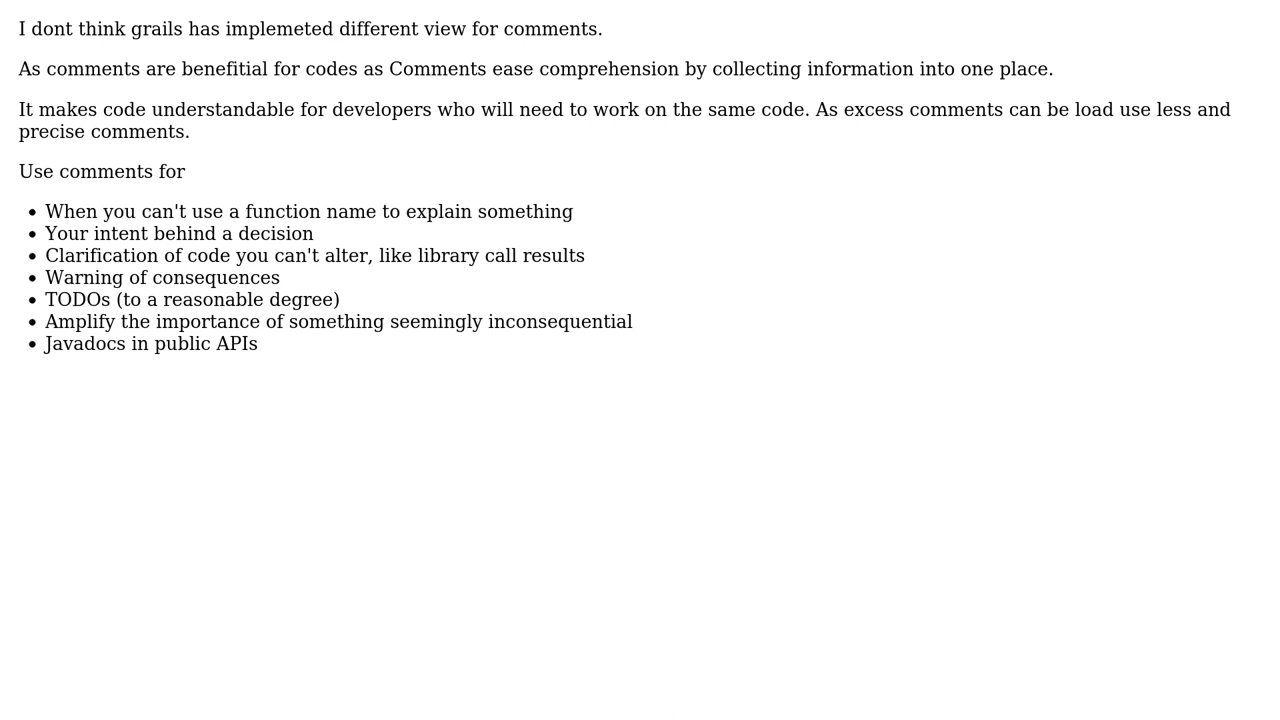 I dont think grails has implemeted different view for comments.
As comments are benefitial for codes as Comments ease comprehension by collecting information into one place.
It makes code understandable for developers who will need to work on the same code. As excess comments can be load use less and
precise comments.
Use comments for
• When you can't use a function name to explain something
• Your intent behind a decision
• Clarification of code you can't alter, like library call results
• Warning of consequences
• TODOs (to a reasonable degree)
• Amplify the importance of something seemingly inconsequential
• Javadocs in public APIs